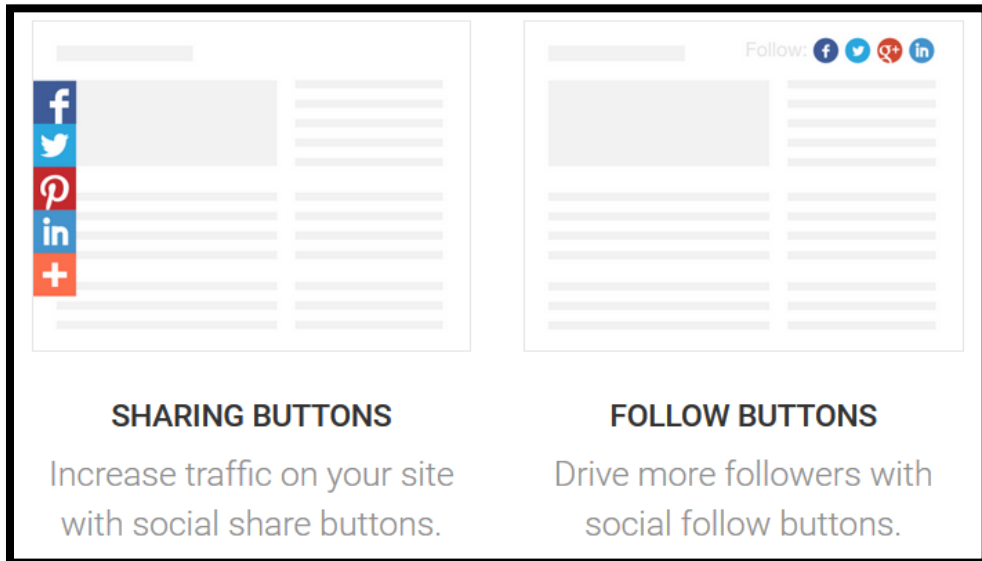 Follow:
SHARING BUTTONS
Increase traffic on your site
with social share buttons.
FOLLOW BUTTONS
Drive more followers with
social follow buttons.